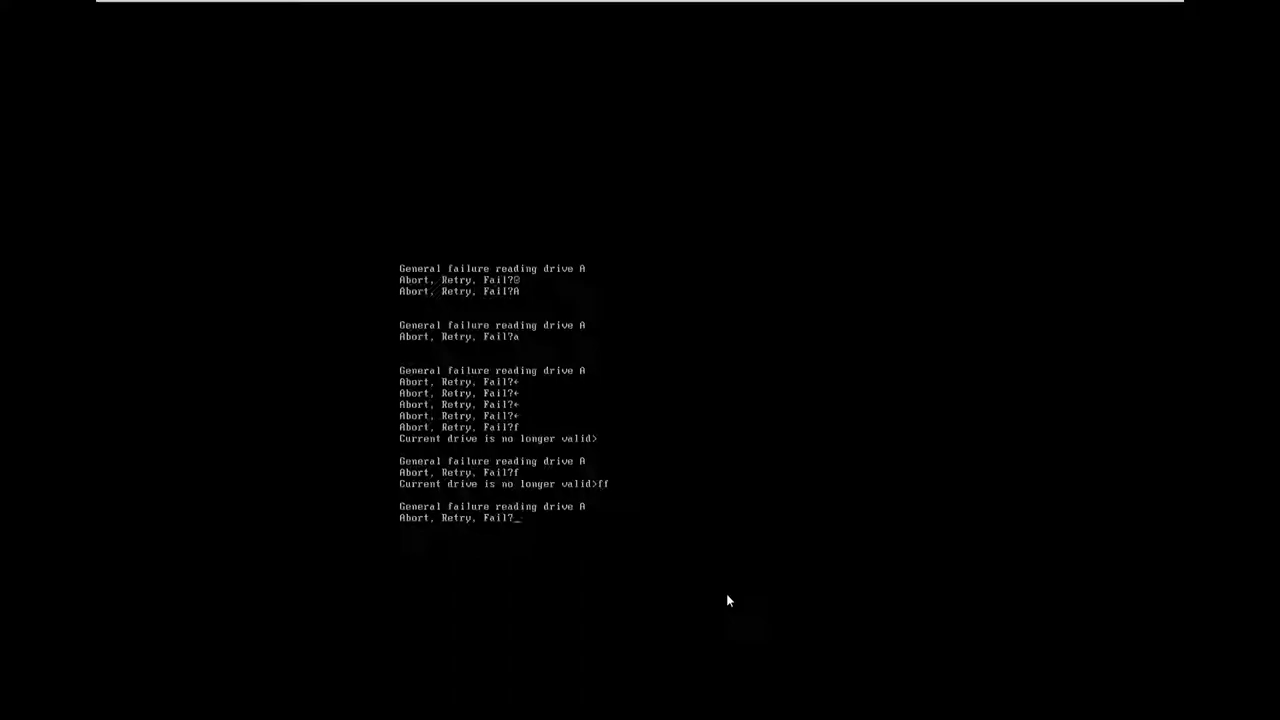 General failure reading drive A
Abort, Retry, Fail?
Abort, Retry, Fail?A
General failure reading drive A
Abort, Retry, Fail?a
General failure reading drive A
Abort, Retry, Fail?←
Abort, Retry, Fail?←
Abort, Retry, Fail?←
Abort, Retry, Fail?←
Abort, Retry, Fail?f
Current drive is no longer valid>
General failure reading drive A
Abort, Retry, Fail?f
Current drive is no longer valid>ff
General failure reading drive A
Abort, Retry, Fail?_